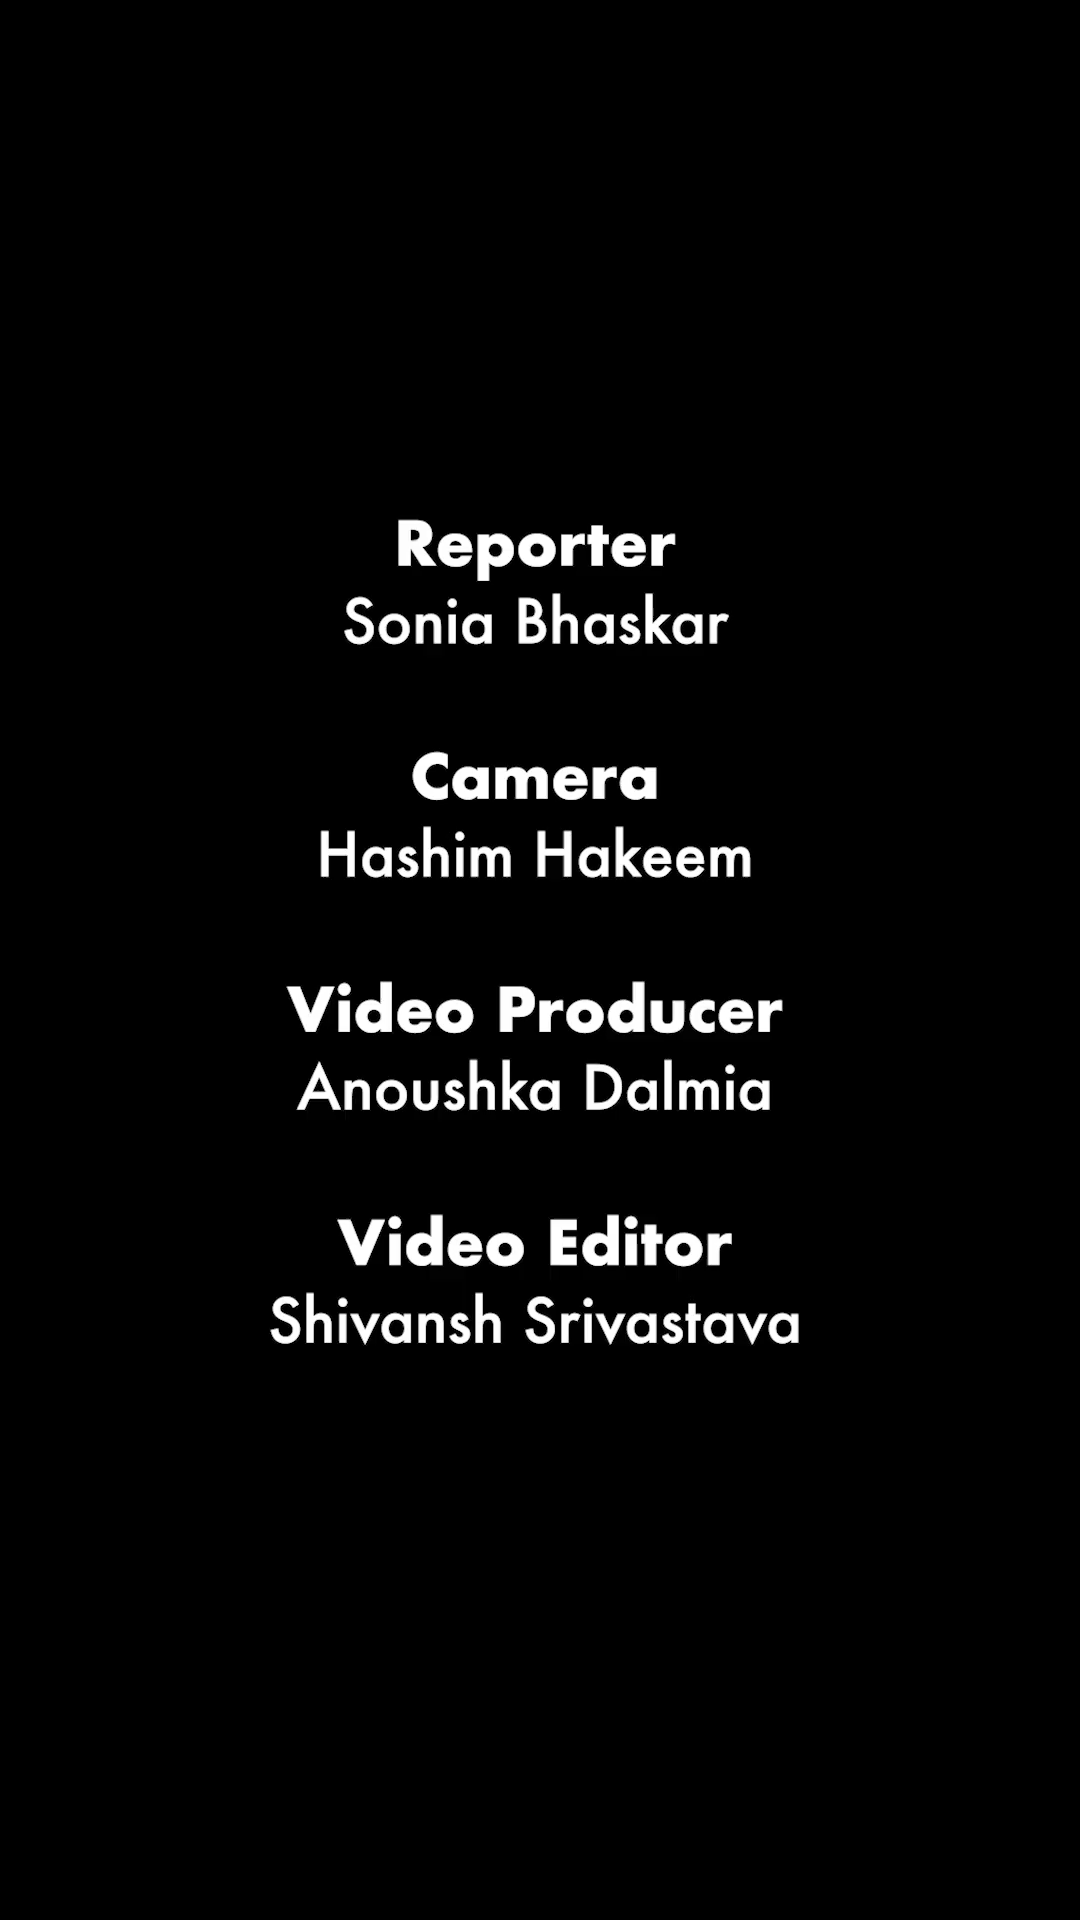 Reporter
Sonia Bhaskar
Camera
Hashim Hakeem
Video Producer
Anoushka Dalmia
Video Editor
Shivansh Srivastava